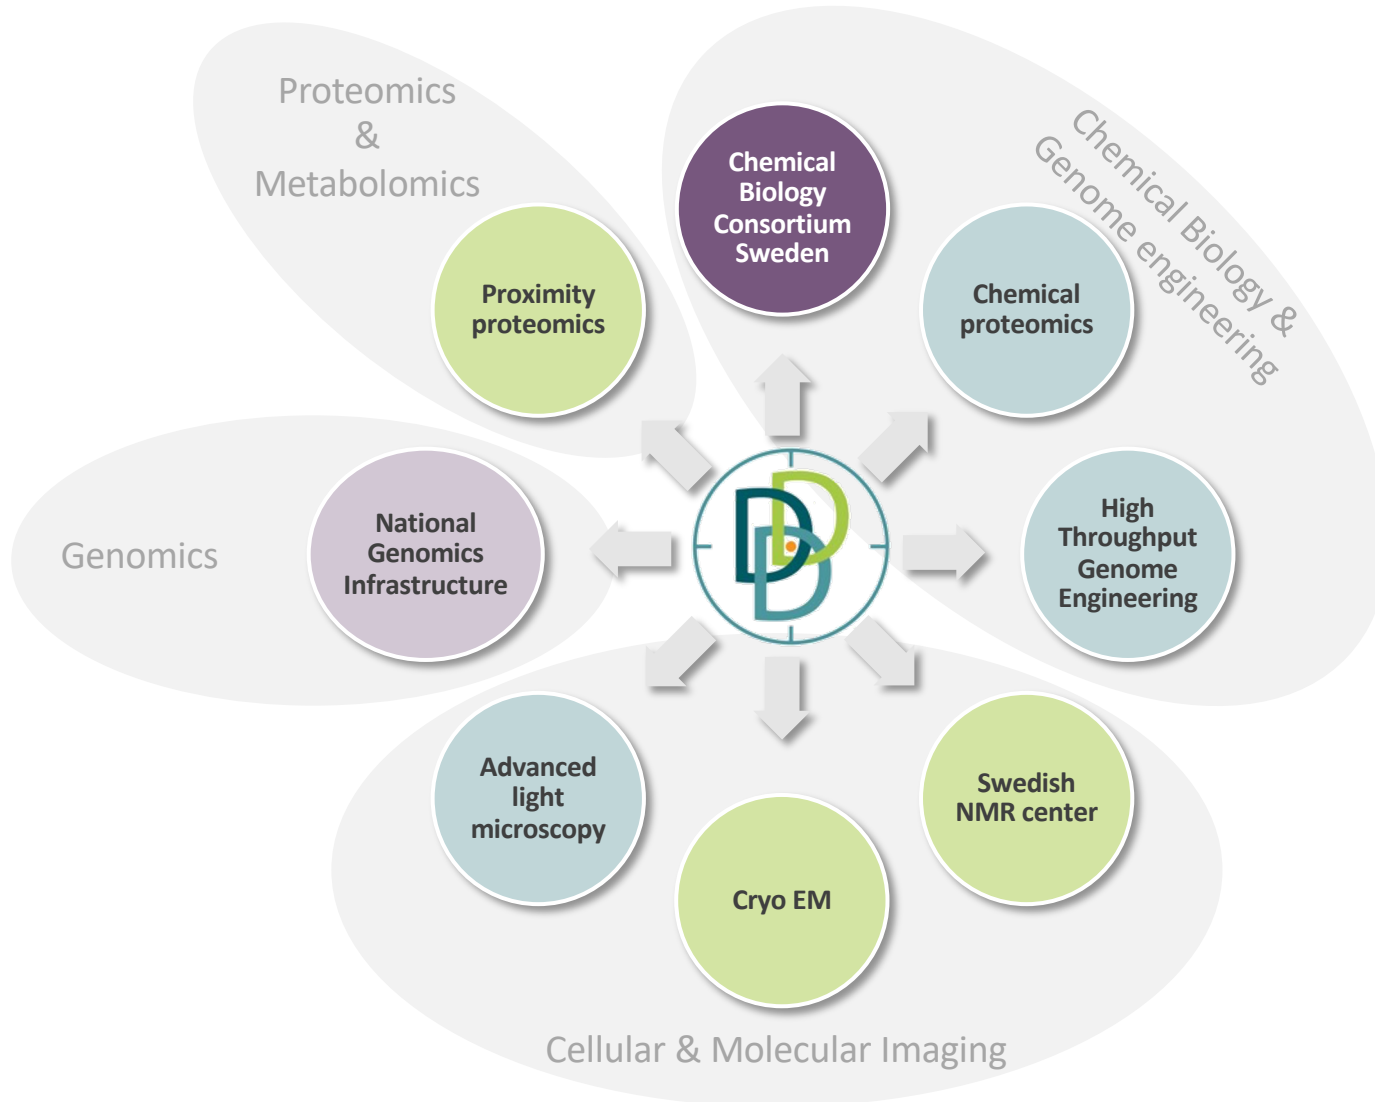 Proteomics
&
Metabolomics
Chemical Biology &
Genome engineering
Chemical
Biology
Consortium
Sweden
Proximity
proteomics
Chemical
proteomics
Genomics
National
Genomics
Infrastructure
DDD
High
Throughput
Genome
Engineering
Advanced
light
microscopy
Swedish
NMR center
Cryo EM
Cellular & Molecular Imaging